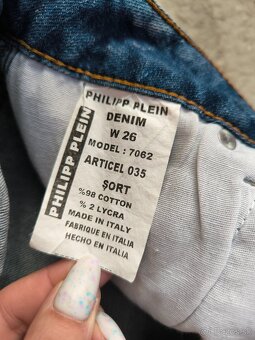 PHILIPP PLEIN
PHILIPP PLEIN
DENIM
W 26
MODEL : 7062
ARTICEL 035
ŞORT
%98 COTTON
% 2 LYCRA
MADE IN ITALY
FABRIQUE EN ITALIA
HECHO EN ITALIA